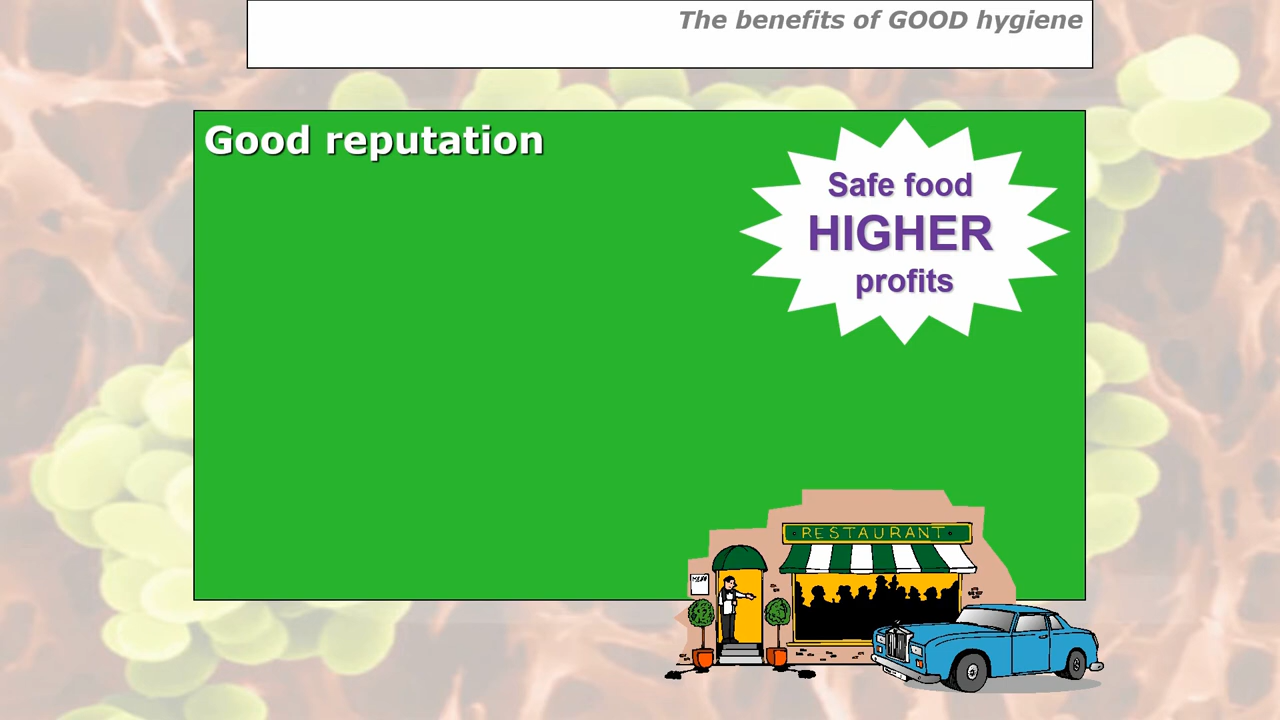 The benefits of GOOD hygiene
Good reputation
Safe food
HIGHER
profits
RESTAURANT